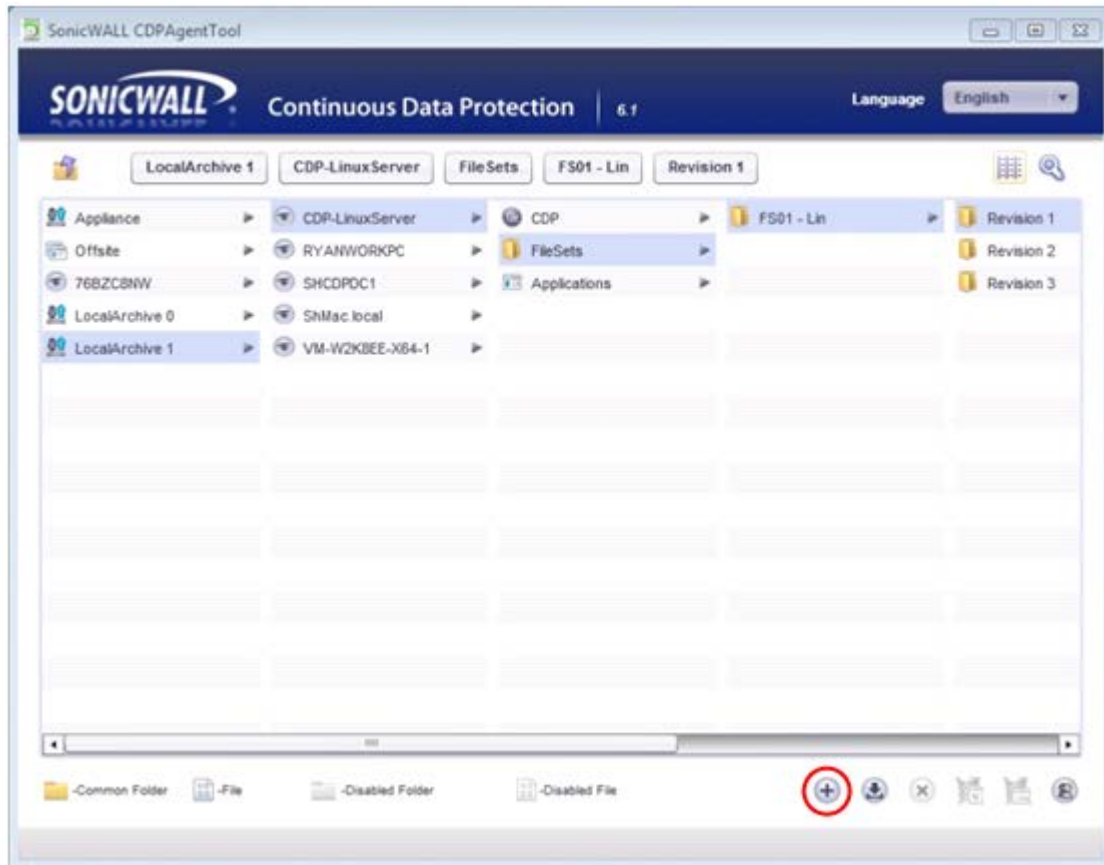 SonicWALL CDPAgentTool
SONICWALL Continuous Data Protection 6.1 Language English
LocalArchive 1 CDP-LinuxServer FileSets FS01 - Lin Revision 1
Appliance CDP-LinuxServer CDP FS01 - Lin Revision 1
Offsite RYANWORKPC FileSets Revision 2
76BZC8NW SHCDPDC1 Applications Revision 3
LocalArchive 0 ShMac.local
LocalArchive 1 VM-W2K8EE-X64-1
-Common Folder -File -Disabled Folder -Disabled File